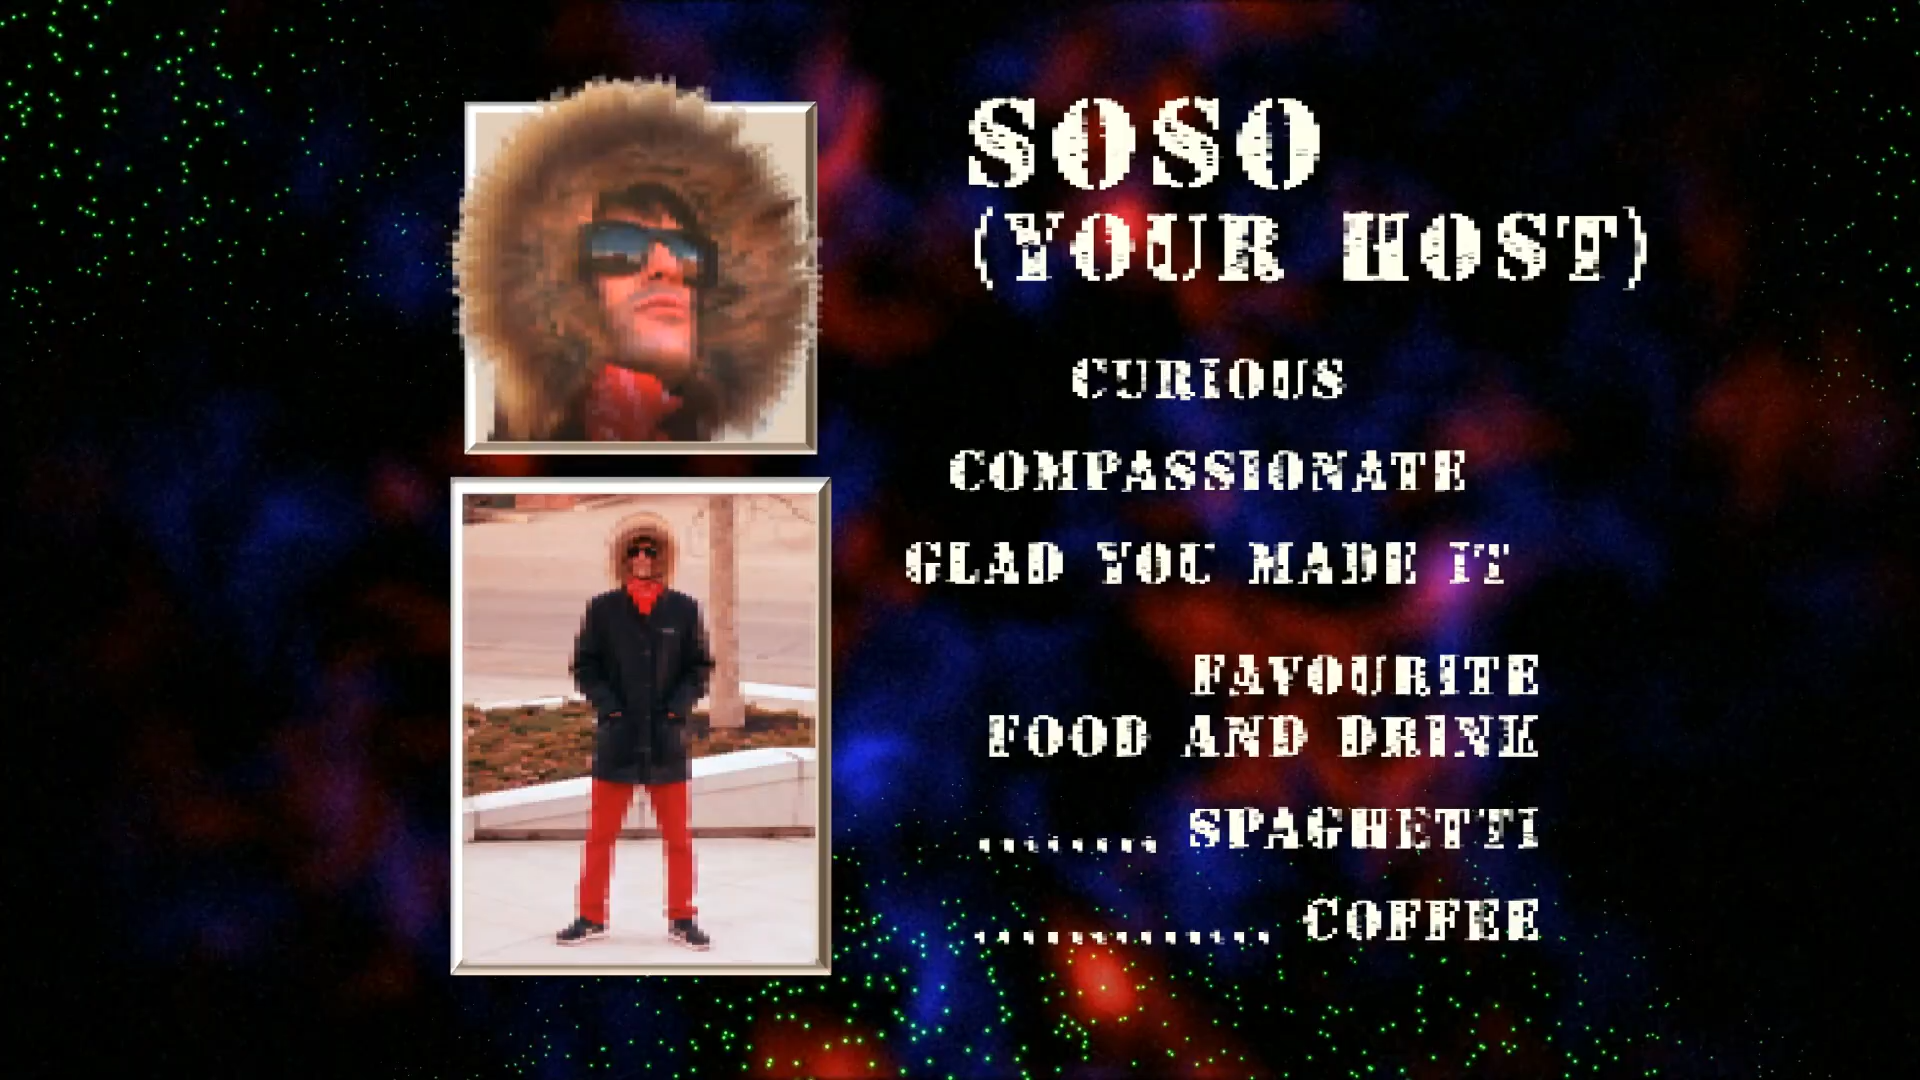 SOSO
(YOUR HOST)
CURIOUS
COMPASSIONATE
GLAD YOU MADE IT
FAVOURITE
FOOD AND DRINK
........ SPAGHETTI
............. COFFEE